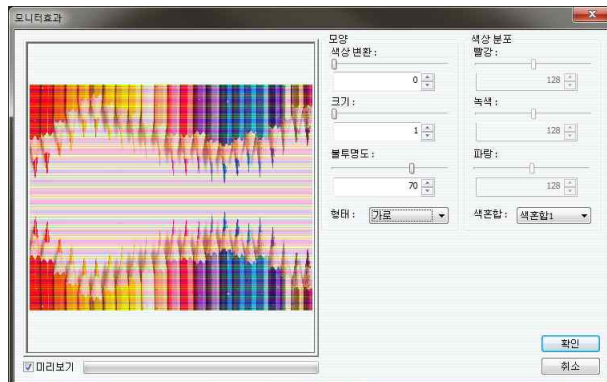 모니터효과
모양
색상 변환 :
0
크기 :
1
불투명도 :
70
형태 : 가로
색상 분포
빨강 :
128
녹색 :
128
파랑 :
128
색혼합 : 색혼합1
미리보기
확인
취소